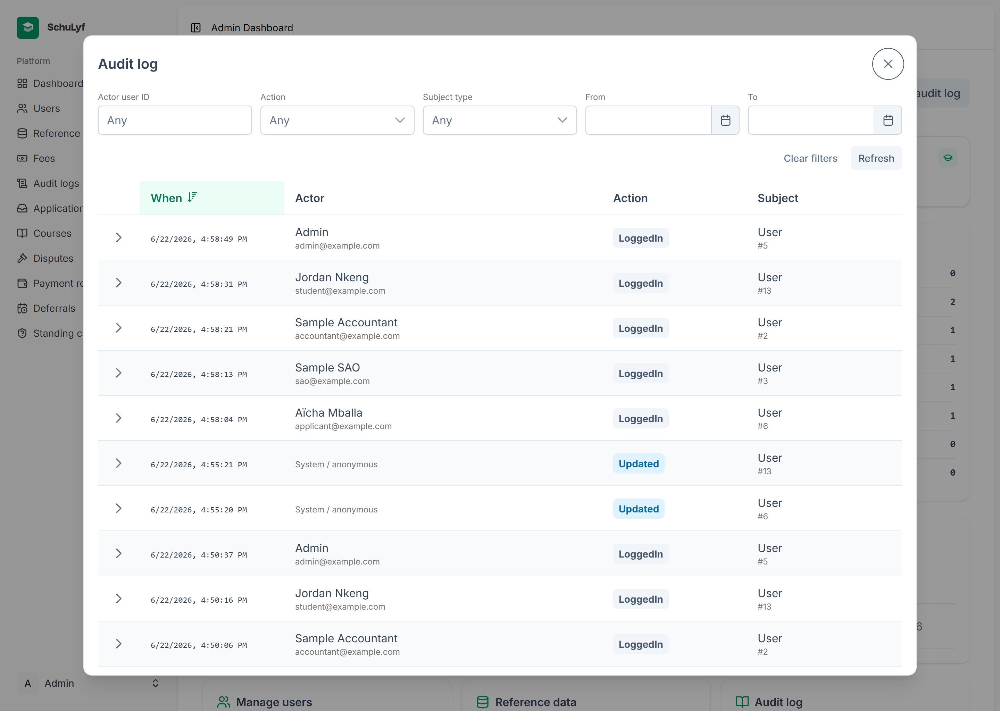 SchuLyf
Admin Dashboard
Platform
Dashboard
Users
Reference
Fees
Audit logs
Application
Courses
Disputes
Payment re
Deferrals
Standing
A
Admin
audit log
Audit log
Actor user ID
Action
Subject type
From
To
Any
Any
Any
Clear filters
Refresh
When
Actor
Action
Subject
6/22/2026, 4:58:49 PM
Admin
admin@example.com
LoggedIn
User
#5
6/22/2026, 4:58:31 PM
Jordan Nkeng
student@example.com
LoggedIn
User
#13
6/22/2026, 4:58:21 PM
Sample Accountant
accountant@example.com
LoggedIn
User
#2
6/22/2026, 4:58:13 PM
Sample SAO
sao@example.com
LoggedIn
User
#3
6/22/2026, 4:58:04 PM
Aïcha Mballa
applicant@example.com
LoggedIn
User
#6
6/22/2026, 4:55:21 PM
System / anonymous
Updated
User
#13
6/22/2026, 4:55:20 PM
System / anonymous
Updated
User
#6
6/22/2026, 4:50:37 PM
Admin
admin@example.com
LoggedIn
User
#5
6/22/2026, 4:50:16 PM
Jordan Nkeng
student@example.com
LoggedIn
User
#13
6/22/2026, 4:50:06 PM
Sample Accountant
accountant@example.com
LoggedIn
User
#2
0
2
1
1
1
1
0
0
6
Manage users
Reference data
Audit log